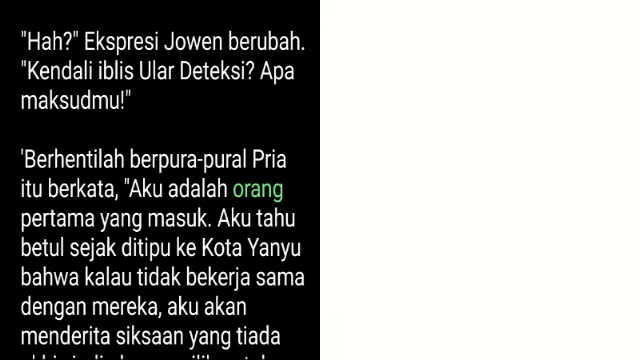 "Hah?" Ekspresi Jowen berubah.
"Kendali iblis Ular Deteksi? Apa
maksudmu!"
'Berhentilah berpura-pural Pria
itu berkata, "Aku adalah orang
pertama yang masuk. Aku tahu
betul sejak ditipu ke Kota Yanyu
bahwa kalau tidak bekerja sama
dengan mereka, aku akan
menderita siksaan yang tiada